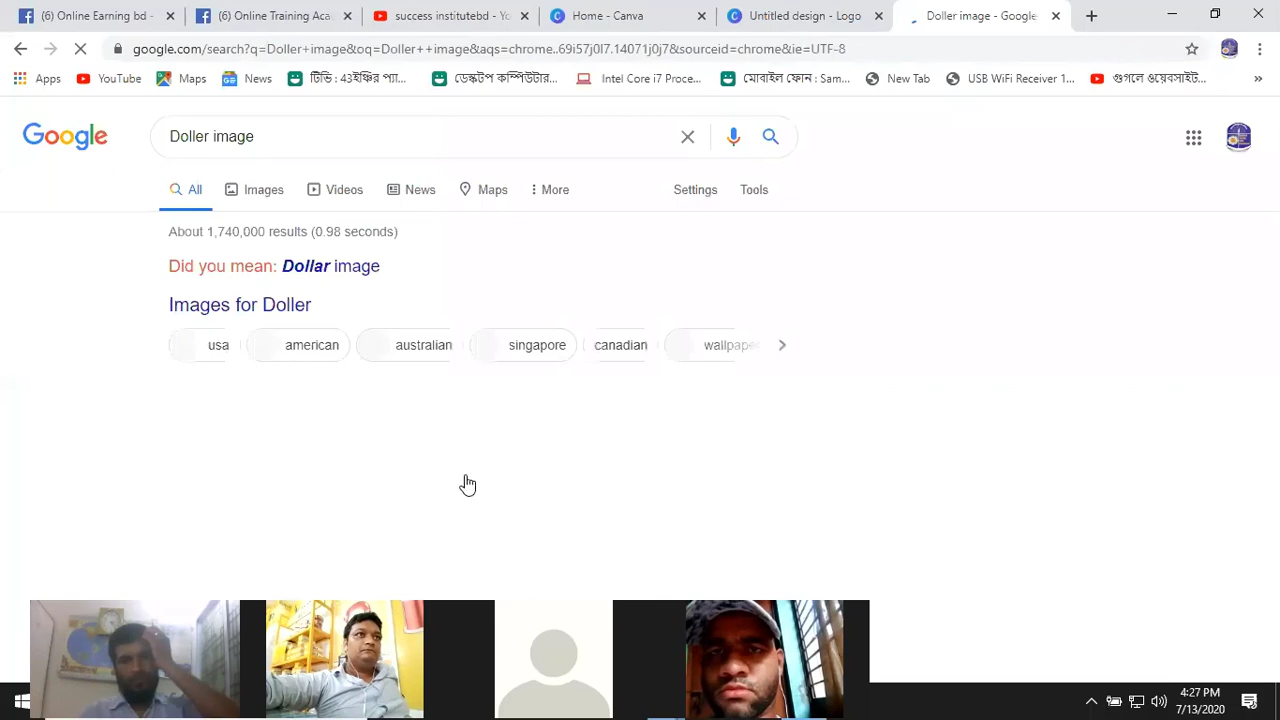 (6) Online Earning bd - 
(6) Online Training Aca
success institutebd - Y
Home - Canva
Untitled design - Logo
Doller image - Google
google.com/search?q=Doller+image&oq=Doller++image&aqs=chrome..69i57j0l7.14071j0j7&sourceid=chrome&ie=UTF-8
Apps
YouTube
Maps
News
টিভি : 43ইঞ্চির প্যা...
ডেস্কটপ কম্পিউটার...
Intel Core i7 Proce...
মোবাইল ফোন : Sam...
New Tab
USB WiFi Receiver 1...
গুগলে ওয়েবসাইট...
»
Google
Doller image
All
Images
Videos
News
Maps
More
Settings
Tools
About 1,740,000 results (0.98 seconds)
Did you mean: Dollar image
Images for Doller
usa
american
australian
singapore
canadian
wallpaper
4:27 PM
7/13/2020